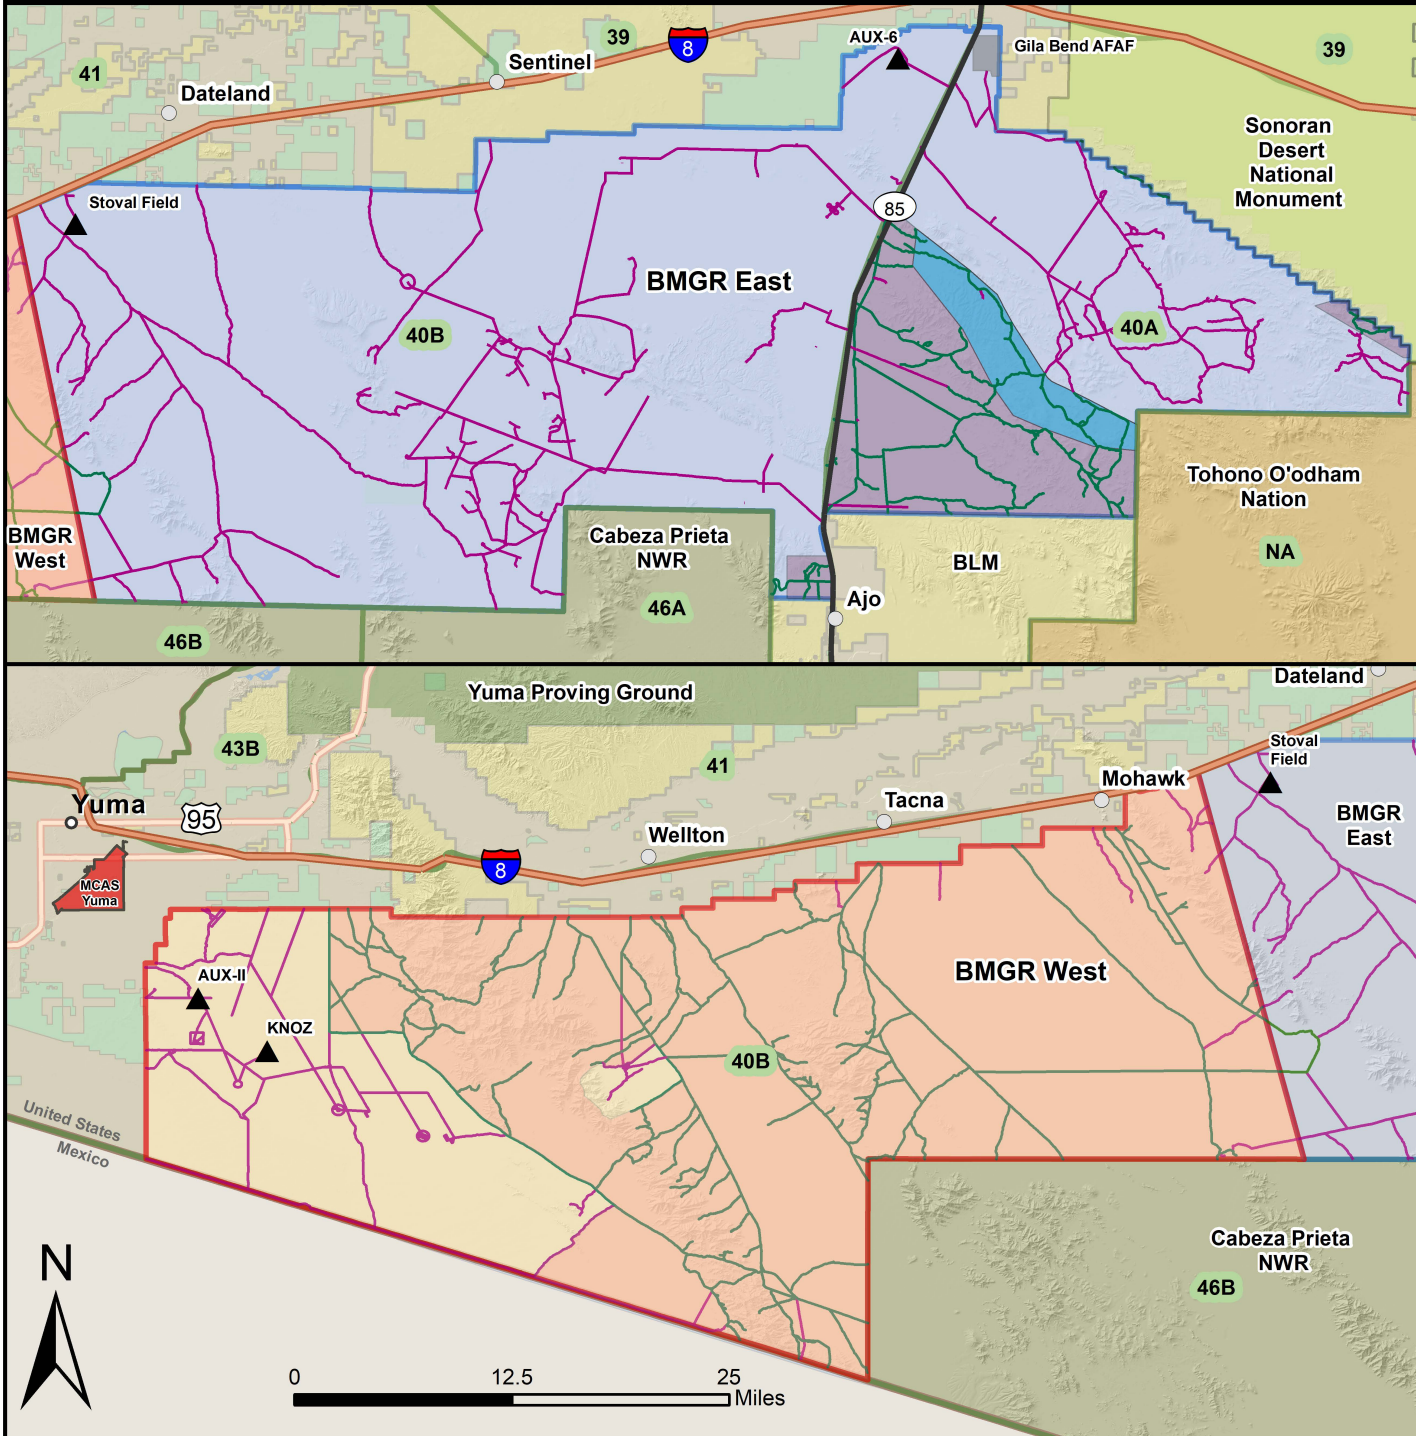 39
8
AUX-6
Gila Bend AFAF
39
41
Sentinel
Dateland
Sonoran
Desert
National
Monument
Stoval Field
85
BMGR East
40B
40A
Tohono O'odham
Nation
BMGR
West
Cabeza Prieta
NWR
BLM
NA
46A
Ajo
46B
Yuma Proving Ground
Dateland
43B
41
Stoval
Field
Mohawk
Yuma
95
Tacna
BMGR
East
Wellton
8
MCAS
Yuma
AUX-II
BMGR West
KNOZ
40B
United States
Mexico
Cabeza Prieta
NWR
N
46B
0 12.5 25
Miles